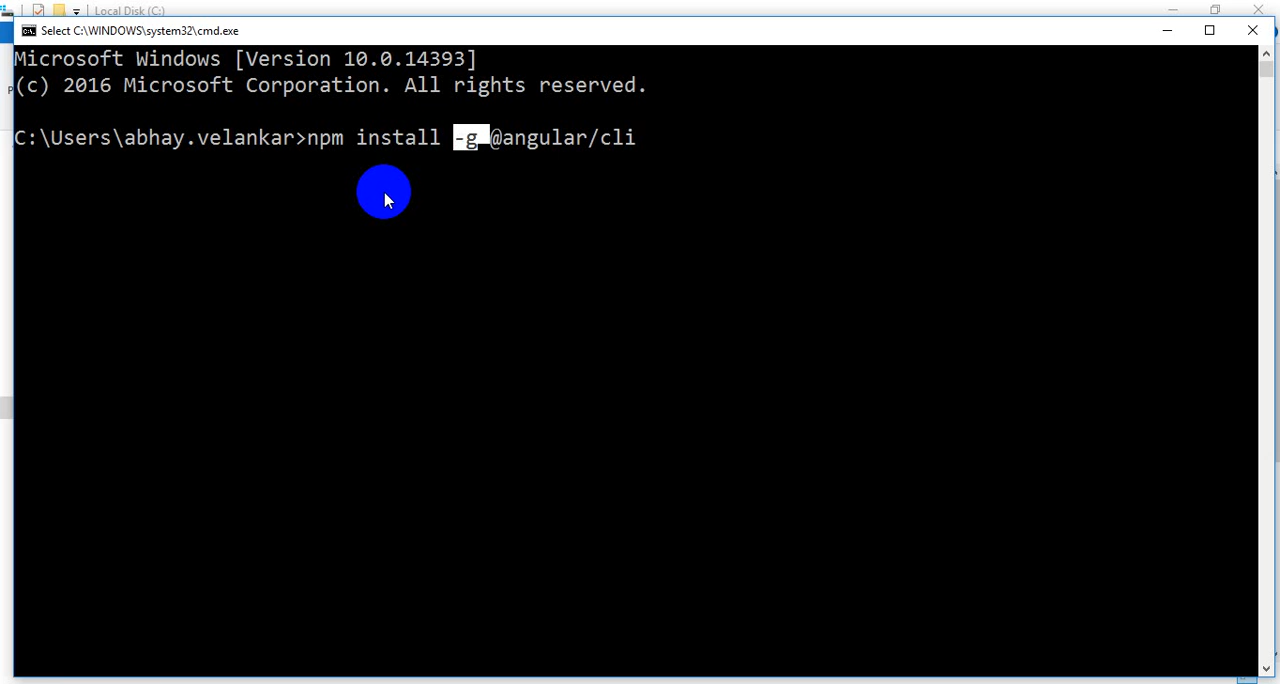 Local Disk (C:)
Select C:\WINDOWS\system32\cmd.exe
Microsoft Windows [Version 10.0.14393]
(c) 2016 Microsoft Corporation. All rights reserved.
C:\Users\abhay.velankar>npm install -g @angular/cli